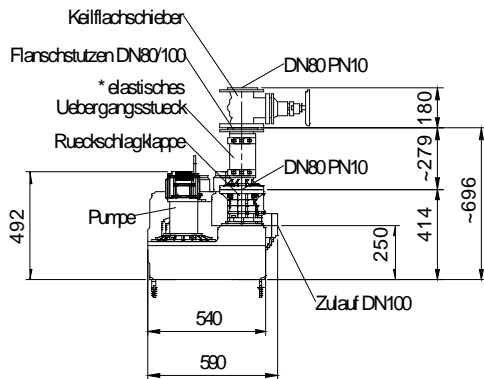 Keilflachschieber
Flanschstutzen DN80/100
* elastisches
Uebergangsstueck
Rueckschlagklappe
DN80 PN10
DN80 PN10
Pumpe
Zulauf DN100
492
180
~279
414
~696
250
540
590